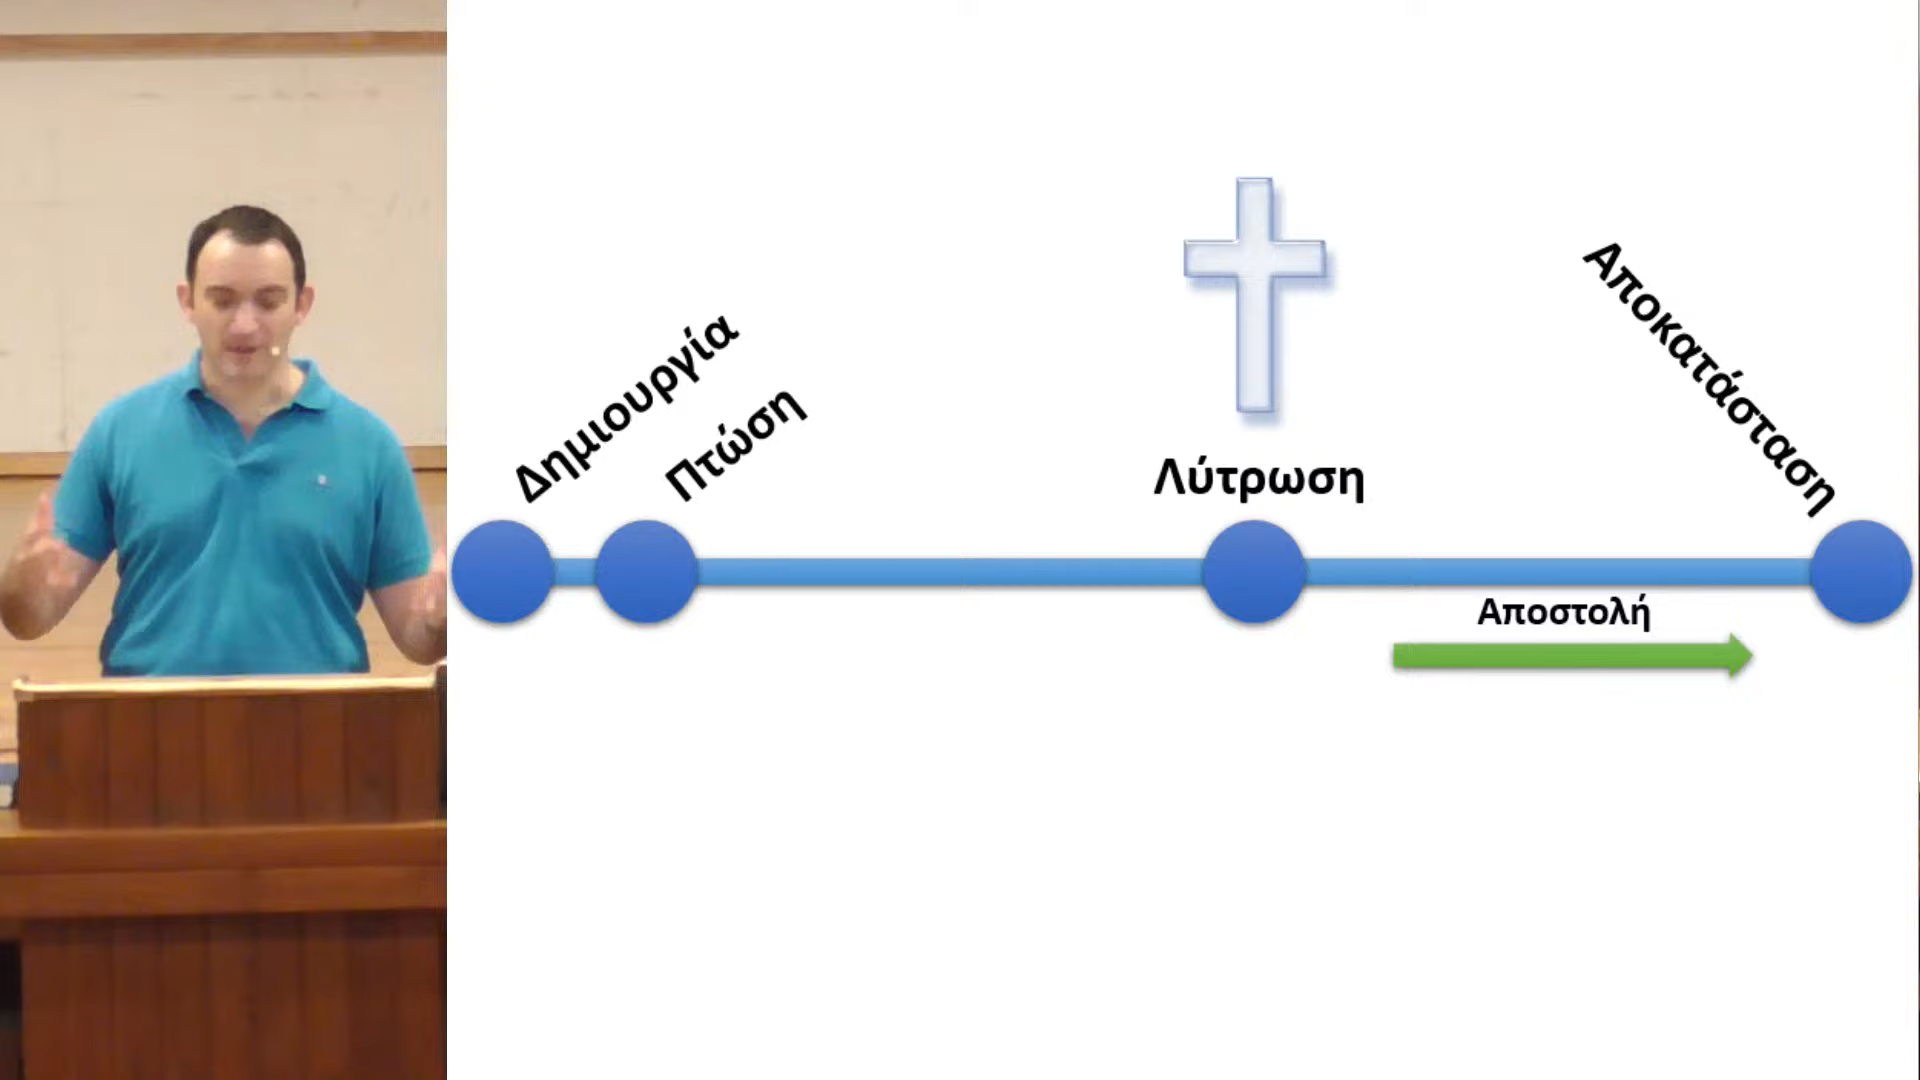 Δημιουργία
Πτώση
Λύτρωση
Αποκατάσταση
Αποστολή